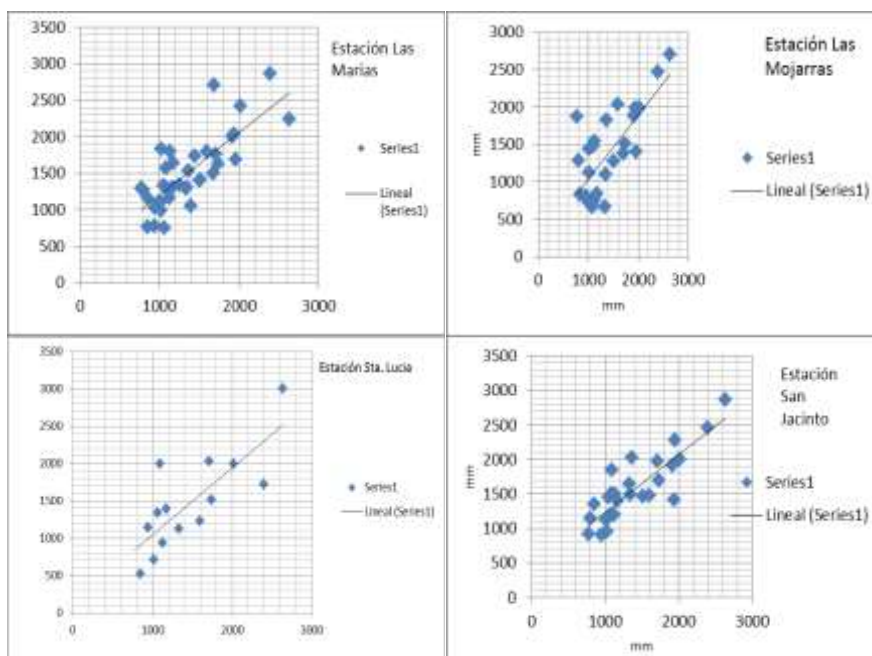 3500
3000
2500
2000
1500
1000
500
0
0
1000
2000
3000
Estación Las
Marias
Series1
Lineal
(Series1)
3500
3000
2500
2000
1500
1000
500
0
mm
0
1000
2000
3000
mm
Estación Las
Mojarras
Series1
Lineal (Series1)
3500
3000
2500
2000
1500
1000
500
0
0
1000
2000
3000
Estación Sta. Lucia
Series1
Lineal (Series1)
3500
3000
2500
2000
1500
1000
500
0
mm
0
1000
2000
3000
mm
Estación
San
Jacinto
Series1
Lineal (Series1)